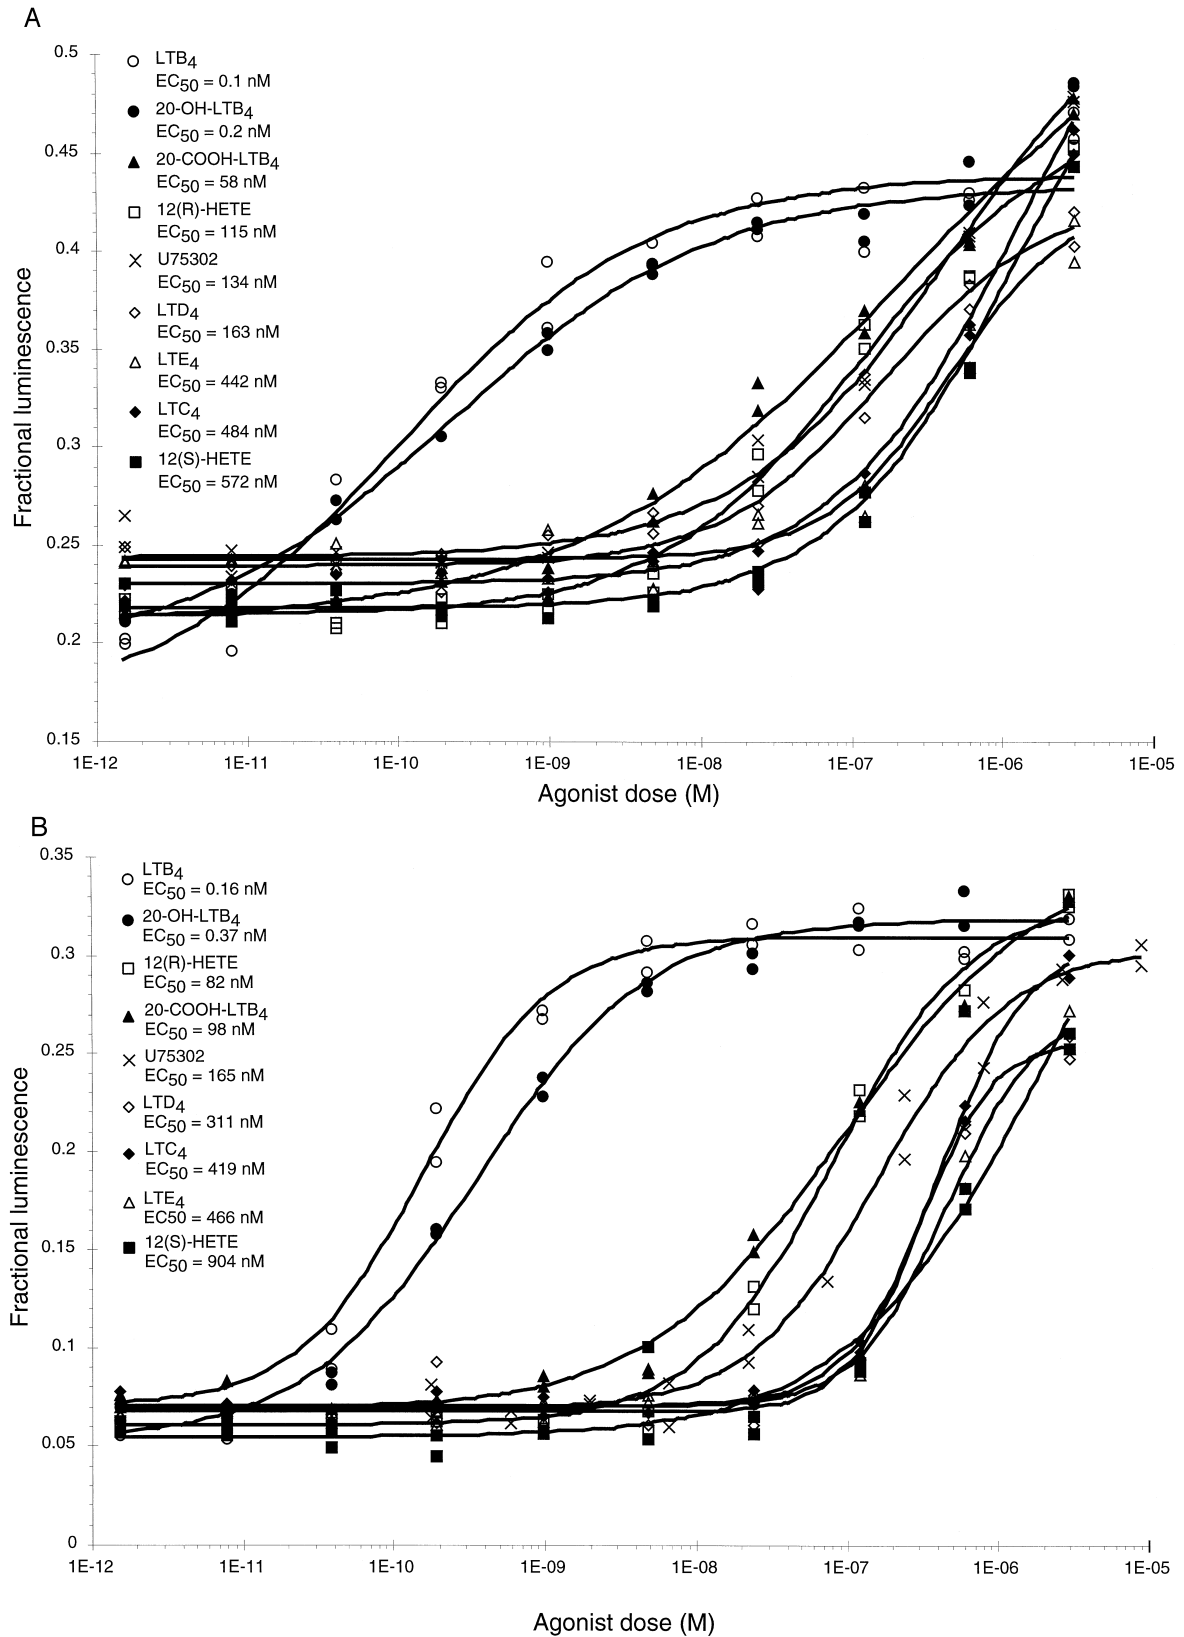 A
0.5
0.45
0.4
0.35
0.3
0.25
0.2
0.15
Fractional luminescence
LTB4
EC50 = 0.1 nM
20-OH-LTB4
EC50 = 0.2 nM
20-COOH-LTB4
EC50 = 58 nM
12(R)-HETE
EC50 = 115 nM
U75302
EC50 = 134 nM
LTD4
EC50 = 163 nM
LTE4
EC50 = 442 nM
LTC4
EC50 = 484 nM
12(S)-HETE
EC50 = 572 nM
1E-12 1E-11 1E-10 1E-09 1E-08 1E-07 1E-06 1E-05
Agonist dose (M)
B
0.35
0.3
0.25
0.2
0.15
0.1
0.05
0
Fractional luminescence
LTB4
EC50 = 0.16 nM
20-OH-LTB4
EC50 = 0.37 nM
12(R)-HETE
EC50 = 82 nM
20-COOH-LTB4
EC50 = 98 nM
U75302
EC50 = 165 nM
LTD4
EC50 = 311 nM
LTC4
EC50 = 419 nM
LTE4
EC50 = 466 nM
12(S)-HETE
EC50 = 904 nM
1E-12 1E-11 1E-10 1E-09 1E-08 1E-07 1E-06 1E-05
Agonist dose (M)